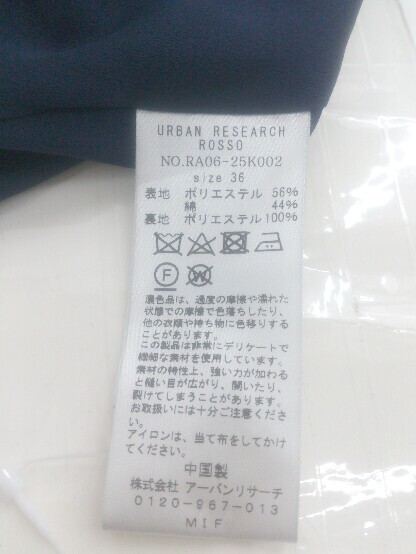 URBAN RESEARCH
ROSSO
NO.RA06-25K002
size 36
表地 ポリエステル 56%
綿 44%
裏地 ポリエステル 100%
F W
濃色品は、過度の摩擦や濡れた
状態での摩擦で色落ちしたり、
他の衣類や持ち物に色移りする
ことがあります。
この製品は非常にデリケートで
繊細な素材を使用しています。
素材の特性上、強い力が加わる
と縫い目が広がり、開いたり、
裂けてしまうことがあります。
お取扱いには十分ご注意くださ
い。
アイロンは、当て布をしてかけ
てください。
中国製
株式会社 アーバンリサーチ
0120-967-013
MIF